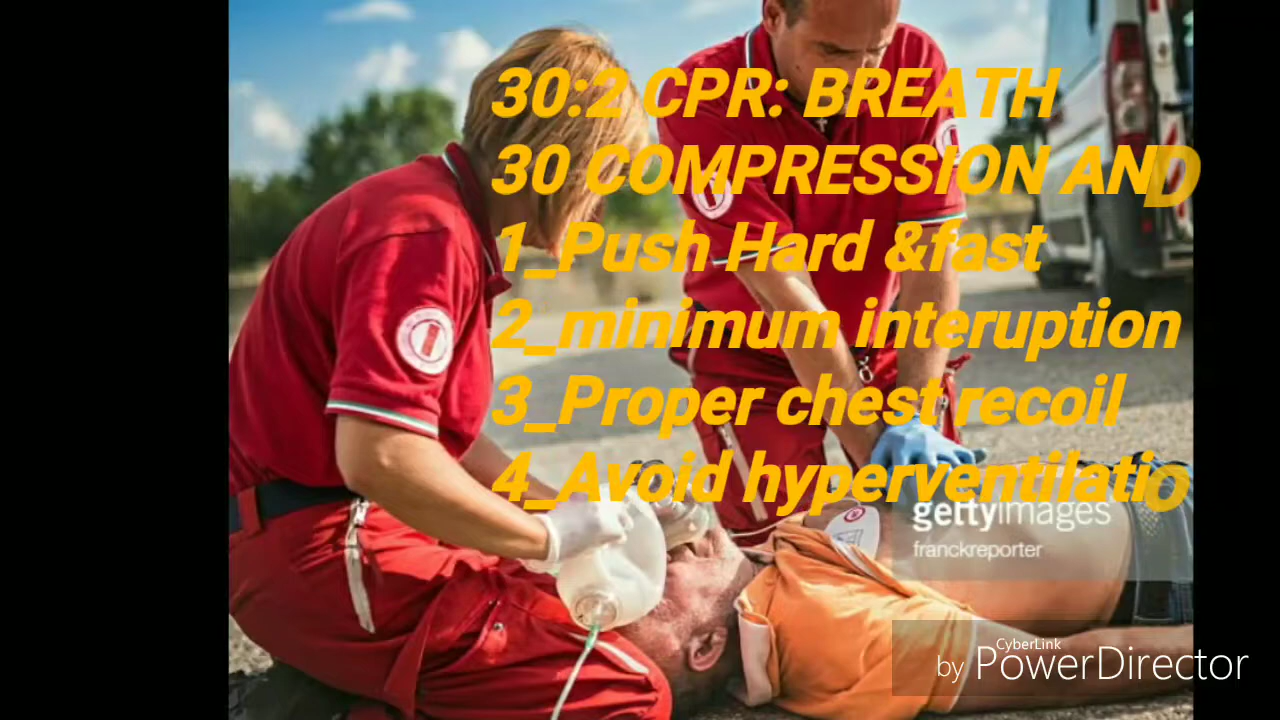 30:2 CPR: BREATH
30 COMPRESSION AND
1_Push Hard &fast
2_minimum interuption
3_Proper chest recoil
4_Avoid hyperventilatio
gettyimages
franckreporter
CyberLink
by PowerDirector